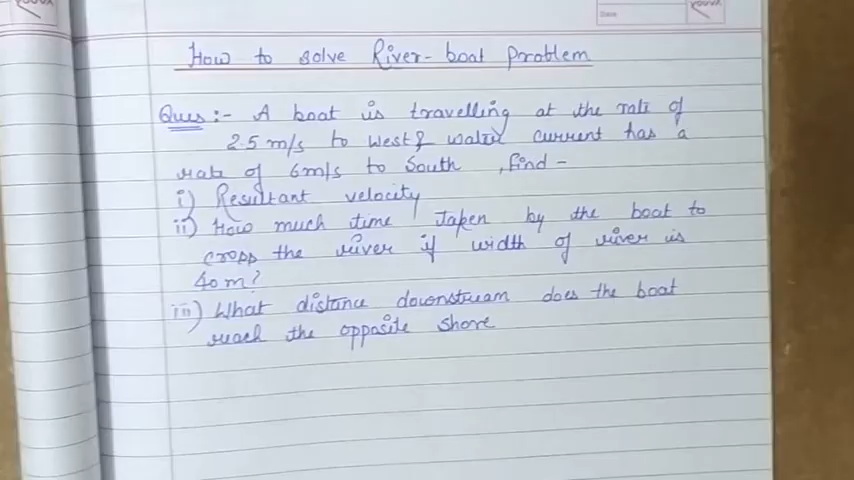 How to solve River-boat problem
Ques :- A boat is travelling at the rate of
2.5 m/s to west & water current has a
rate of 6m/s to South , find -
i) Resultant velocity
ii) How much time taken by the boat to
cross the river if width of river is
40 m?
iii) What distance downstream does the boat
reach the opposite shore
Date